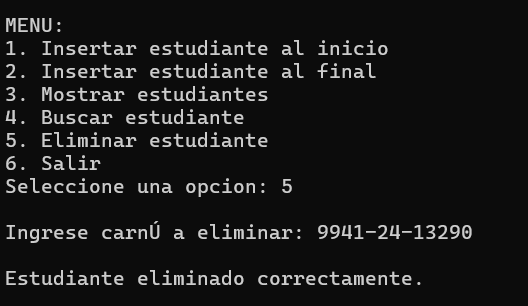 MENU:
1. Insertar estudiante al inicio
2. Insertar estudiante al final
3. Mostrar estudiantes
4. Buscar estudiante
5. Eliminar estudiante
6. Salir
Seleccione una opcion: 5
Ingrese carnÚ a eliminar: 9941-24-13290
Estudiante eliminado correctamente.